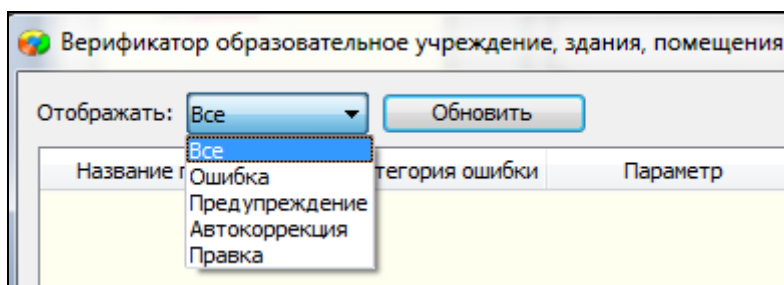 Верификатор образовательное учреждение, здания, помещения
Отображать: Все Обновить
Все
Название тегория ошибки Параметр
Ошибка
Предупреждение
Автокоррекция
Правка